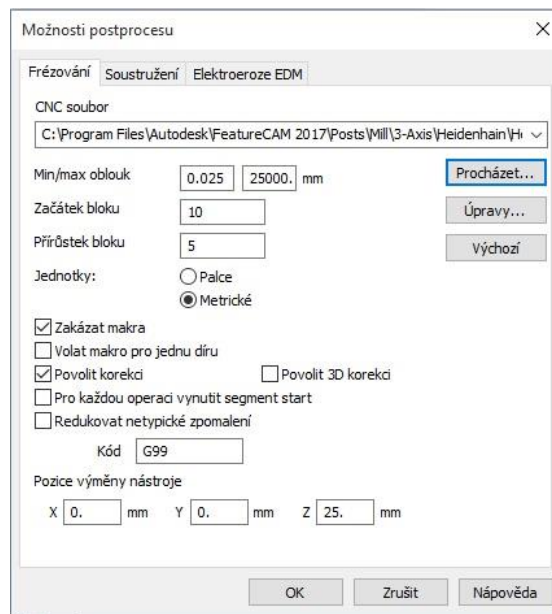 Možnosti postprocesu
Frézování Soustružení Elektroeroze EDM
CNC soubor
C:\Program Files\Autodesk\FeatureCAM 2017\Posts\Mill\3-Axis\Heidenhain\H
Min/max oblouk 0.025 25000. mm Procházet...
Začátek bloku 10 Úpravy...
Přírůstek bloku 5 Výchozí
Jednotky: Palce
Metrické
Zakázat makra
Volat makro pro jednu díru
Povolit korekci Povolit 3D korekci
Pro každou operaci vynutit segment start
Redukovat netypické zpomalení
Kód G99
Pozice výměny nástroje
X 0. mm Y 0. mm Z 25. mm
OK Zrušit Nápověda